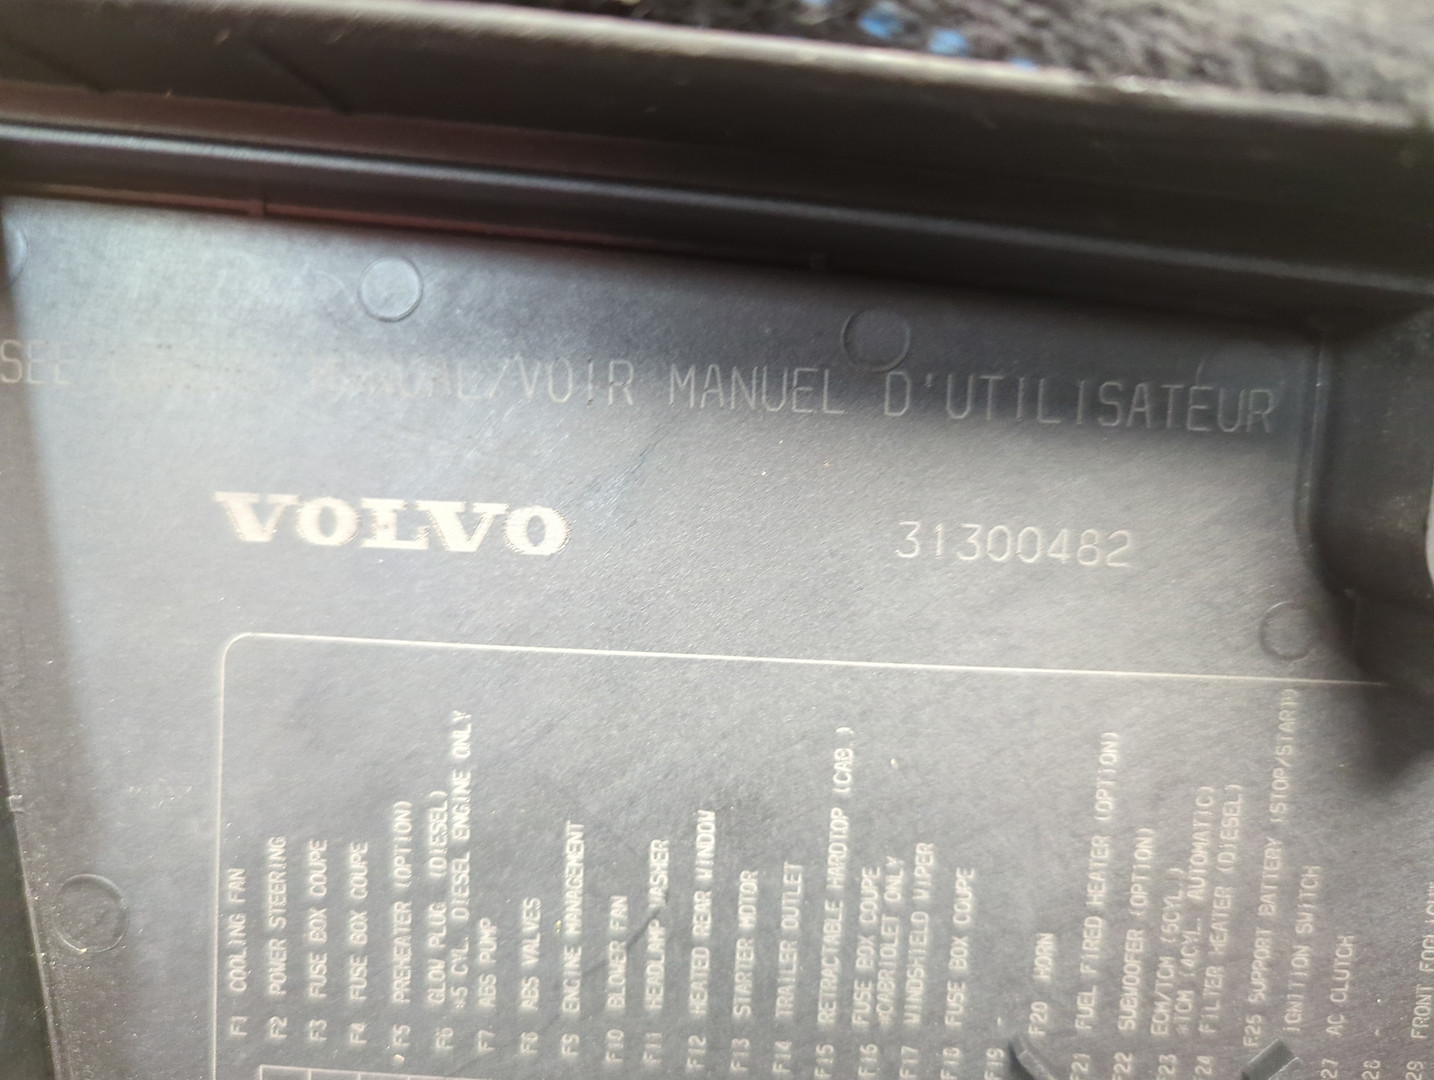 SEE MANUAL/VOIR MANUEL D'UTILISATEUR
VOLVO
31300482
F1 COOLING FAN
F2 POWER STEERING
F3 FUSE BOX COUPE
F4 FUSE BOX COUPE
F5 PREHEATER (OPTION)
F6 GLOW PLUG (DIESEL)
*5 CYL. DIESEL ENGINE ONLY
F7 ABS PUMP
F8 ABS VALVES
F9 ENGINE MANAGEMENT
F10 BLOWER FAN
F11 HEADLAMP WASHER
F12 HEATED REAR WINDOW
F13 STARTER MOTOR
F14 TRAILER OUTLET
F15 RETRACTABLE HARDTOP (CAB.)
F16 FUSE BOX COUPE
*CABRIOLET ONLY
F17 WINDSHIELD WIPER
F18 FUSE BOX COUPE
F19 -
F20 HORN
F21 FUEL FIRED HEATER (OPTION)
F22 SUBWOOFER (OPTION)
F23 ECM/TCM (5CYL.)
*TCM (4CYL. AUTOMATIC)
F24 FILTER HEATER (DIESEL)
F25 SUPPORT BATTERY (STOP/START)
IGNITION SWITCH
27 AC CLUTCH
28 -
29 FRONT